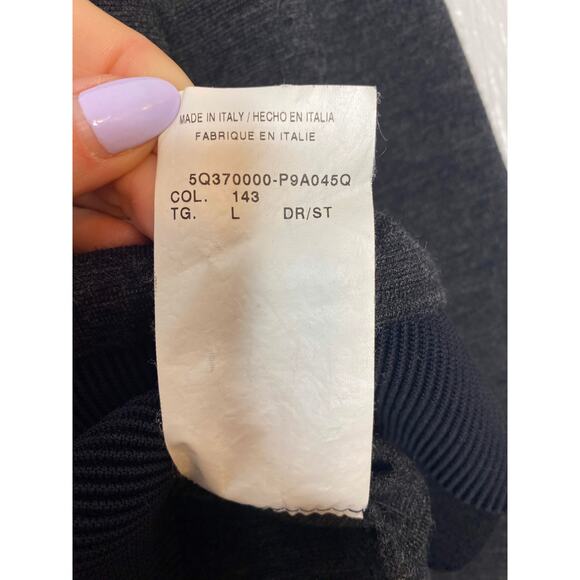 MADE IN ITALY / HECHO EN ITALIA
FABRIQUE EN ITALIE
5Q370000-P9A045Q
COL. 143
TG. L DR/ST